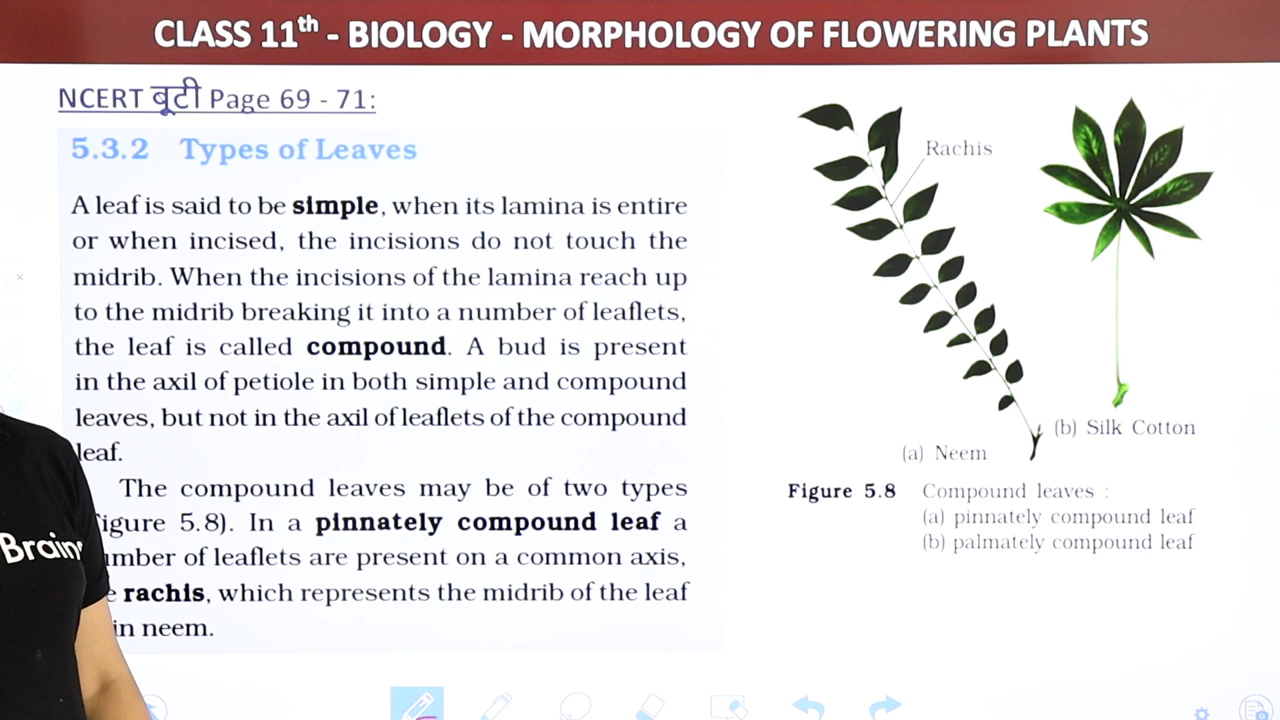 CLASS 11th - BIOLOGY - MORPHOLOGY OF FLOWERING PLANTS
NCERT बूटी Page 69 - 71:
5.3.2 Types of Leaves
A leaf is said to be simple, when its lamina is entire
or when incised, the incisions do not touch the
midrib. When the incisions of the lamina reach up
to the midrib breaking it into a number of leaflets,
the leaf is called compound. A bud is present
in the axil of petiole in both simple and compound
leaves, but not in the axil of leaflets of the compound
leaf.
The compound leaves may be of two types
igure 5.8). In a pinnately compound leaf a
mber of leaflets are present on a common axis,
e rachis, which represents the midrib of the leaf
in neem.
Rachis
(b) Silk Cotton
(a) Neem
Figure 5.8 Compound leaves :
(a) pinnately compound leaf
(b) palmately compound leaf
Brain